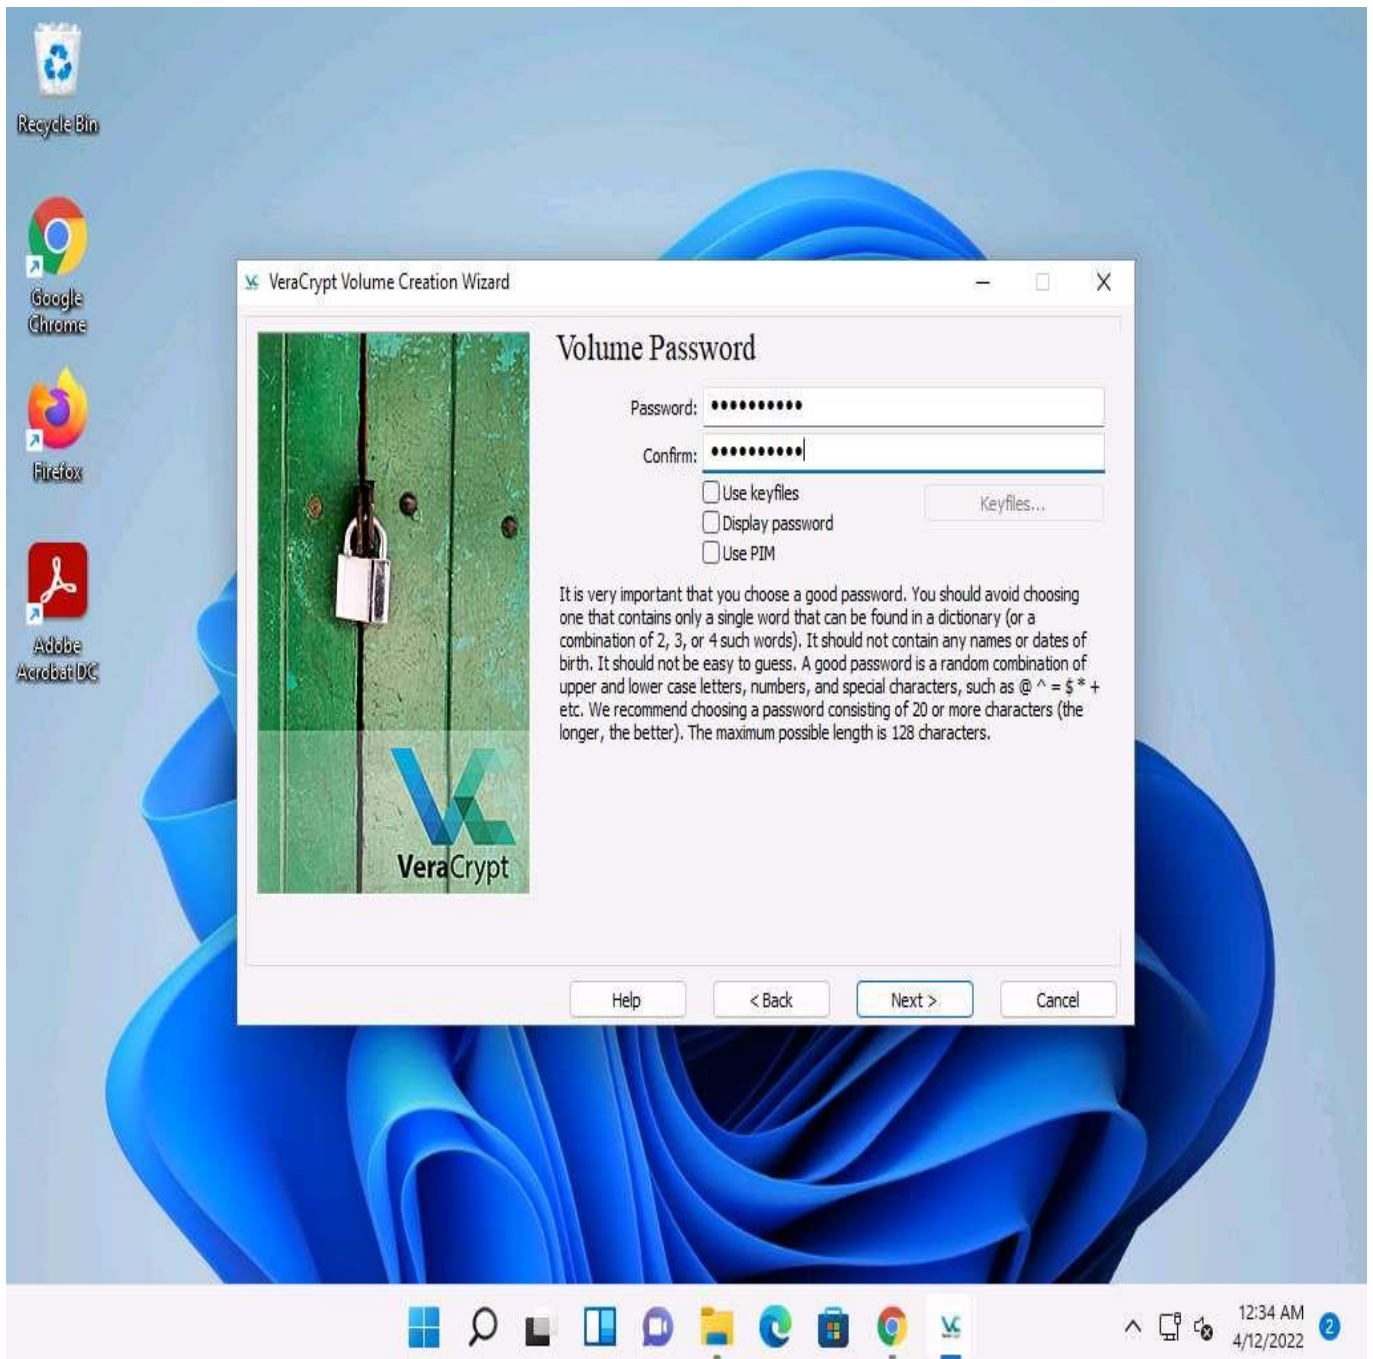 Recycle Bin
Google
Chrome
Firefox
Adobe
Acrobat DC
VeraCrypt Volume Creation Wizard
Volume Password
Password: ••••••••••
Confirm: ••••••••••
Use keyfiles
Keyfiles...
Display password
Use PIM
It is very important that you choose a good password. You should avoid choosing
one that contains only a single word that can be found in a dictionary (or a
combination of 2, 3, or 4 such words). It should not contain any names or dates of
birth. It should not be easy to guess. A good password is a random combination of
upper and lower case letters, numbers, and special characters, such as @ ^ = $ * +
etc. We recommend choosing a password consisting of 20 or more characters (the
longer, the better). The maximum possible length is 128 characters.
VeraCrypt
Help
< Back
Next >
Cancel
12:34 AM
4/12/2022
2